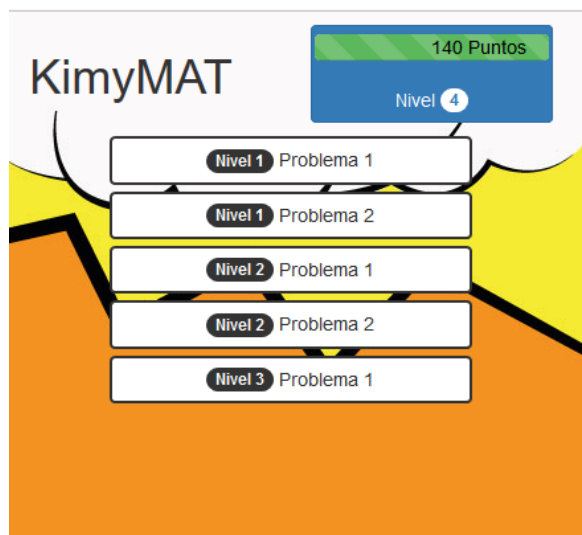 KimyMAT
140 Puntos
Nivel 4
Nivel 1 Problema 1
Nivel 1 Problema 2
Nivel 2 Problema 1
Nivel 2 Problema 2
Nivel 3 Problema 1